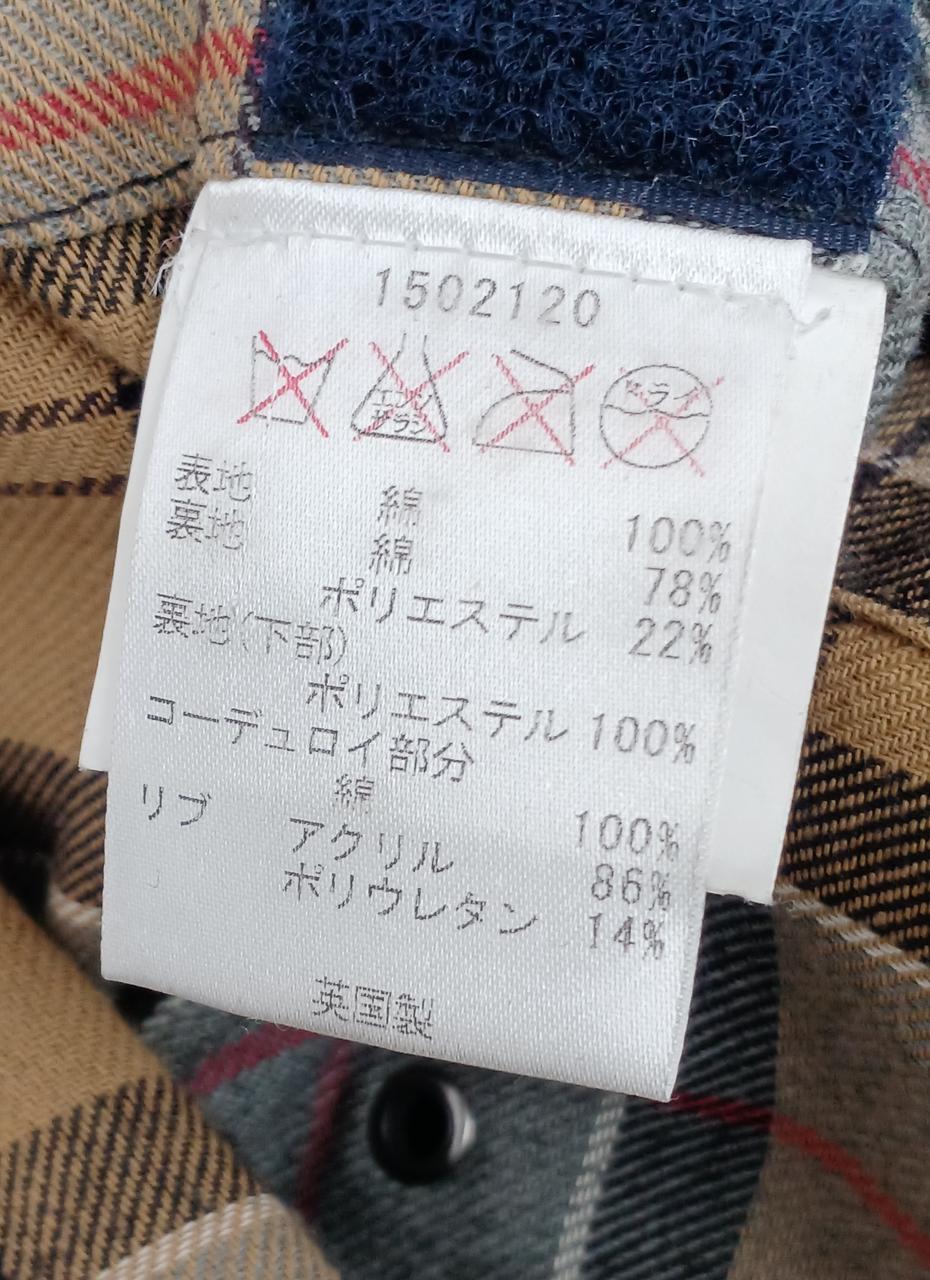 1502120
エンソ
サラシ
ドライ
表地 綿 100%
裏地 綿 78%
ポリエステル 22%
裏地(下部)
ポリエステル 100%
コーデュロイ部分
綿 100%
リブ アクリル 86%
ポリウレタン 14%
英国製